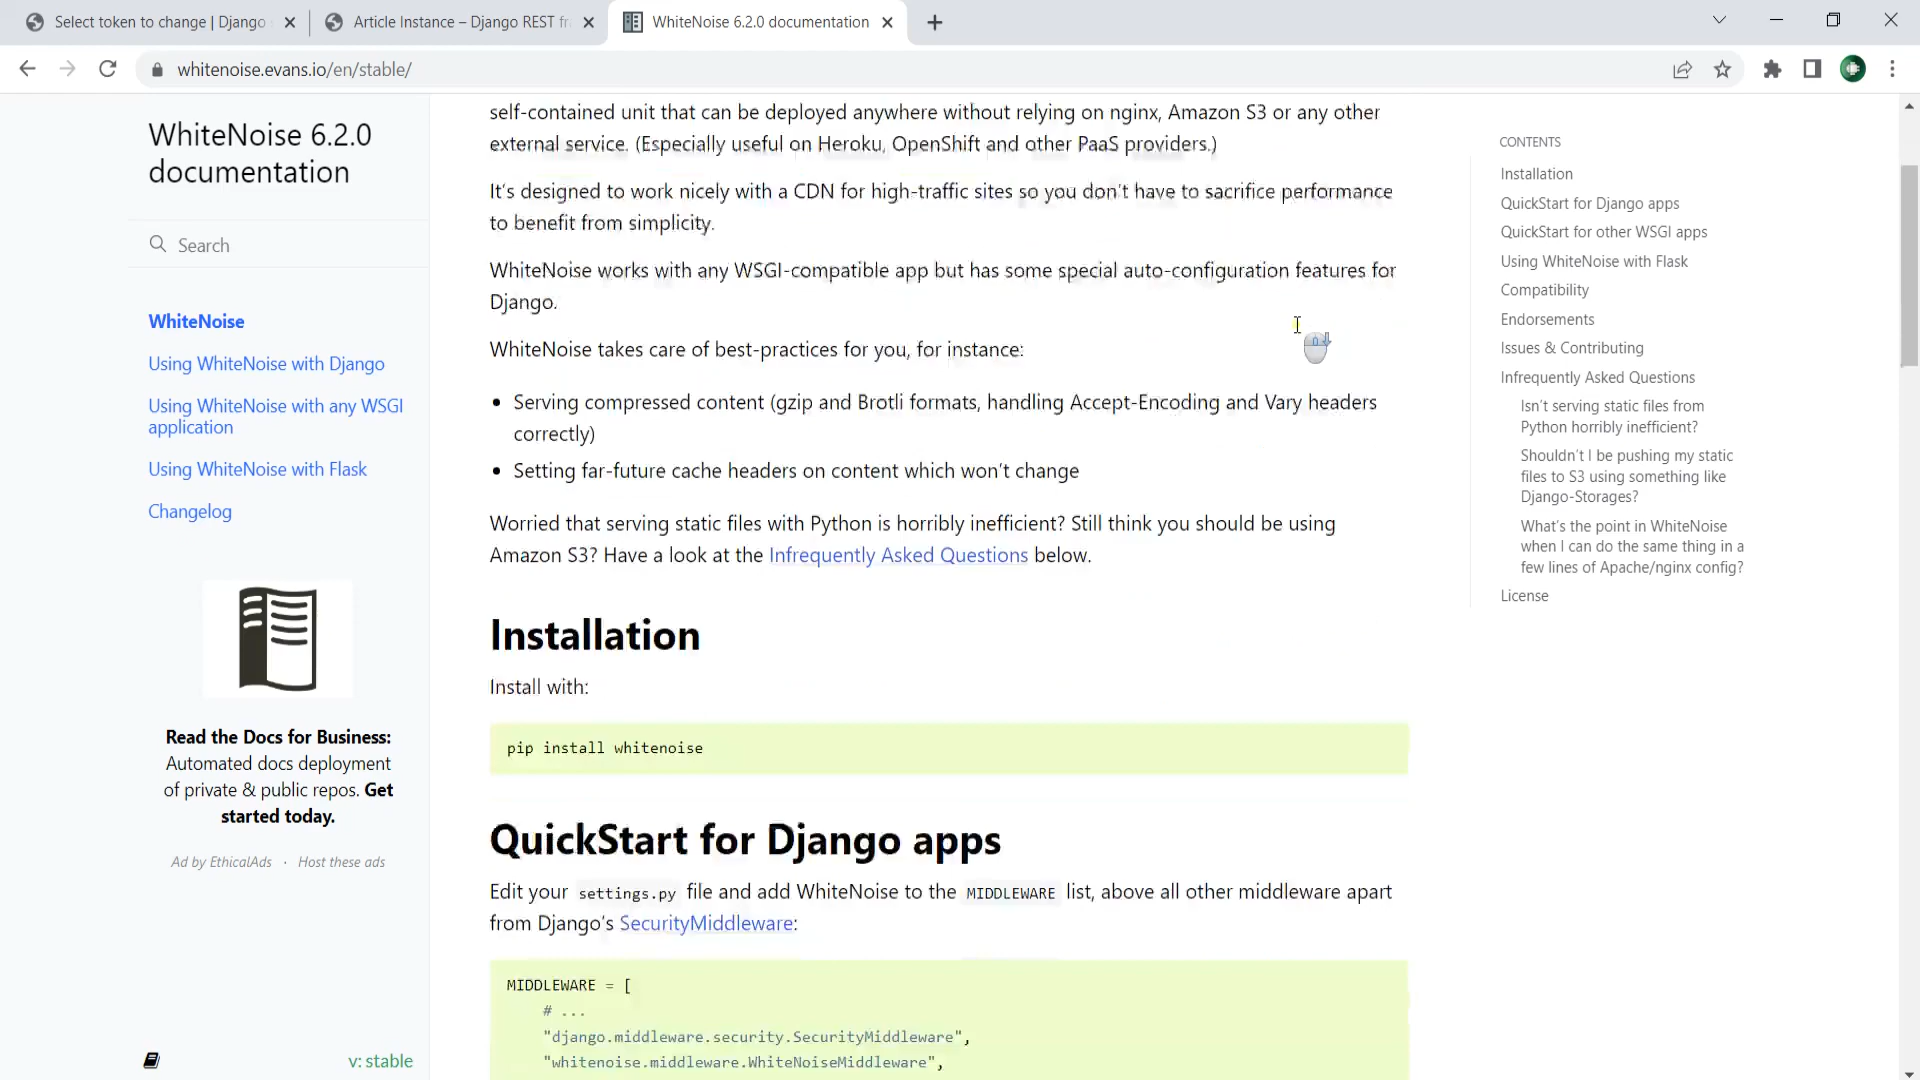 Select token to change | Django
Article Instance – Django REST fr
WhiteNoise 6.2.0 documentation
whitenoise.evans.io/en/stable/
WhiteNoise 6.2.0
documentation
Search
WhiteNoise
Using WhiteNoise with Django
Using WhiteNoise with any WSGI
application
Using WhiteNoise with Flask
Changelog
Read the Docs for Business:
Automated docs deployment
of private & public repos. Get
started today.
Ad by EthicalAds · Host these ads
v: stable
self-contained unit that can be deployed anywhere without relying on nginx, Amazon S3 or any other
external service. (Especially useful on Heroku, OpenShift and other PaaS providers.)
It’s designed to work nicely with a CDN for high-traffic sites so you don’t have to sacrifice performance
to benefit from simplicity.
WhiteNoise works with any WSGI-compatible app but has some special auto-configuration features for
Django.
WhiteNoise takes care of best-practices for you, for instance:
• Serving compressed content (gzip and Brotli formats, handling Accept-Encoding and Vary headers
correctly)
• Setting far-future cache headers on content which won’t change
Worried that serving static files with Python is horribly inefficient? Still think you should be using
Amazon S3? Have a look at the Infrequently Asked Questions below.
Installation
Install with:
pip install whitenoise
QuickStart for Django apps
Edit your settings.py file and add WhiteNoise to the MIDDLEWARE list, above all other middleware apart
from Django’s SecurityMiddleware:
MIDDLEWARE = [
# ...
"django.middleware.security.SecurityMiddleware",
"whitenoise.middleware.WhiteNoiseMiddleware",
CONTENTS
Installation
QuickStart for Django apps
QuickStart for other WSGI apps
Using WhiteNoise with Flask
Compatibility
Endorsements
Issues & Contributing
Infrequently Asked Questions
Isn’t serving static files from
Python horribly inefficient?
Shouldn’t I be pushing my static
files to S3 using something like
Django-Storages?
What’s the point in WhiteNoise
when I can do the same thing in a
few lines of Apache/nginx config?
License